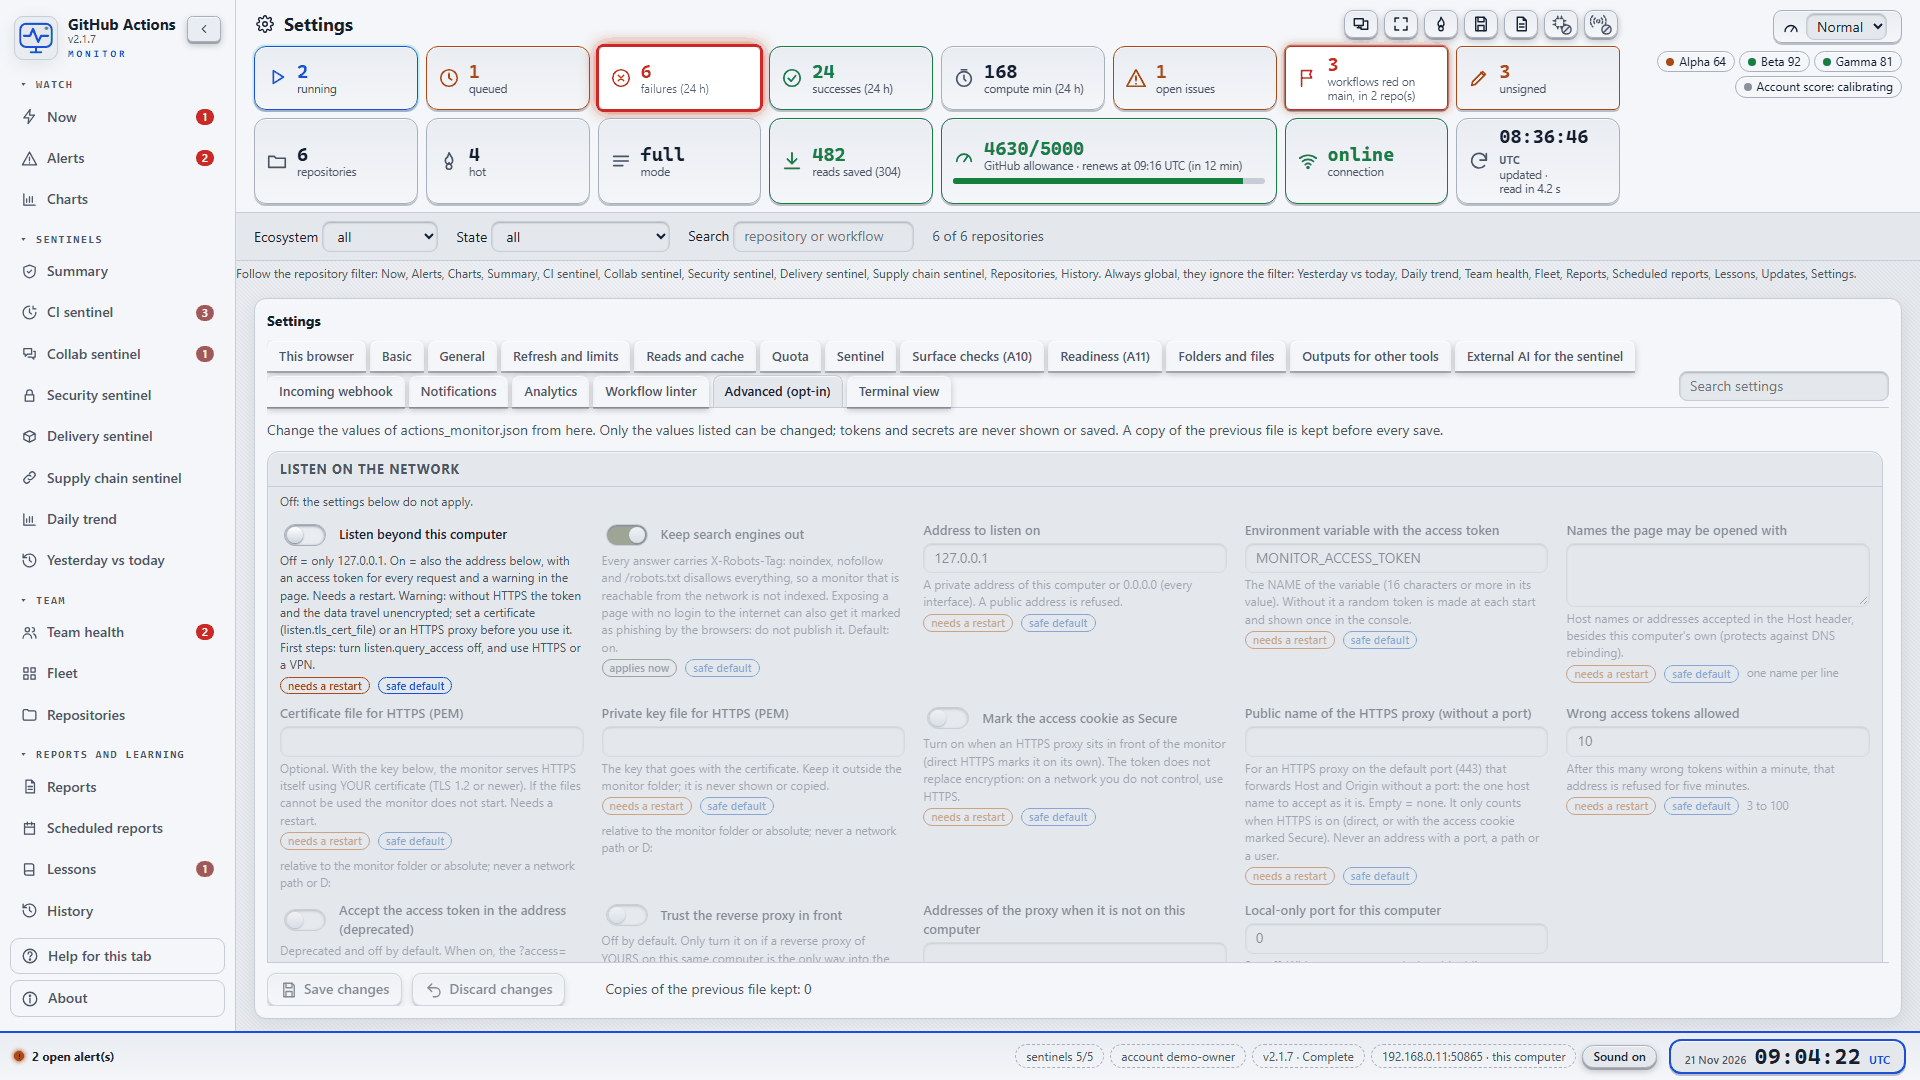 GitHub Actions
v2.1.7
MONITOR
WATCH
Now 1
Alerts 2
Charts
SENTINELS
Summary
CI sentinel 3
Collab sentinel 1
Security sentinel
Delivery sentinel
Supply chain sentinel
Daily trend
Yesterday vs today
TEAM
Team health 2
Fleet
Repositories
REPORTS AND LEARNING
Reports
Scheduled reports
Lessons 1
History
Help for this tab
About
Settings
Normal
2
running
1
queued
6
failures (24 h)
24
successes (24 h)
168
compute min (24 h)
1
open issues
3
workflows red on
main, in 2 repo(s)
3
unsigned
Alpha 64
Beta 92
Gamma 81
Account score: calibrating
6
repositories
4
hot
full
mode
482
reads saved (304)
4630/5000
GitHub allowance · renews at 09:16 UTC (in 12 min)
online
connection
08:36:46
UTC
updated ·
read in 4.2 s
Ecosystem all State all Search repository or workflow 6 of 6 repositories
Follow the repository filter: Now, Alerts, Charts, Summary, CI sentinel, Collab sentinel, Security sentinel, Delivery sentinel, Supply chain sentinel, Repositories, History. Always global, they ignore the filter: Yesterday vs today, Daily trend, Team health, Fleet, Reports, Scheduled reports, Lessons, Updates, Settings.
Settings
This browser Basic General Refresh and limits Reads and cache Quota Sentinel Surface checks (A10) Readiness (A11) Folders and files Outputs for other tools External AI for the sentinel
Incoming webhook Notifications Analytics Workflow linter Advanced (opt-in) Terminal view
Search settings
Change the values of actions_monitor.json from here. Only the values listed can be changed; tokens and secrets are never shown or saved. A copy of the previous file is kept before every save.
LISTEN ON THE NETWORK
Off: the settings below do not apply.
Listen beyond this computer
Off = only 127.0.0.1. On = also the address below, with
an access token for every request and a warning in the
page. Needs a restart. Warning: without HTTPS the token
and the data travel unencrypted; set a certificate
(listen.tls_cert_file) or an HTTPS proxy before you use it.
First steps: turn listen.query_access off, and use HTTPS or
a VPN.
needs a restart safe default
Keep search engines out
Every answer carries X-Robots-Tag: noindex, nofollow
and /robots.txt disallows everything, so a monitor that is
reachable from the network is not indexed. Exposing a
page with no login to the internet can also get it marked
as phishing by the browsers: do not publish it. Default:
on.
applies now safe default
Address to listen on
127.0.0.1
A private address of this computer or 0.0.0.0 (every
interface). A public address is refused.
needs a restart safe default
Environment variable with the access token
MONITOR_ACCESS_TOKEN
The NAME of the variable (16 characters or more in its
value). Without it a random token is made at each start
and shown once in the console.
needs a restart safe default
Names the page may be opened with
Host names or addresses accepted in the Host header,
besides this computer's own (protects against DNS
rebinding).
needs a restart safe default one name per line
Certificate file for HTTPS (PEM)
Optional. With the key below, the monitor serves HTTPS
itself using YOUR certificate (TLS 1.2 or newer). If the files
cannot be used the monitor does not start. Needs a
restart.
needs a restart safe default
relative to the monitor folder or absolute; never a network
path or D:
Private key file for HTTPS (PEM)
The key that goes with the certificate. Keep it outside the
monitor folder; it is never shown or copied.
needs a restart safe default
relative to the monitor folder or absolute; never a network
path or D:
Mark the access cookie as Secure
Turn on when an HTTPS proxy sits in front of the monitor
(direct HTTPS marks it on its own). The token does not
replace encryption: on a network you do not control, use
HTTPS.
needs a restart safe default
Public name of the HTTPS proxy (without a port)
For an HTTPS proxy on the default port (443) that
forwards Host and Origin without a port: the one host
name to accept as it is. Empty = none. It only counts
when HTTPS is on (direct, or with the access cookie
marked Secure). Never an address with a port, a path or
a user.
needs a restart safe default
Wrong access tokens allowed
10
After this many wrong tokens within a minute, that
address is refused for five minutes.
needs a restart safe default 3 to 100
Accept the access token in the address
(deprecated)
Deprecated and off by default. When on, the ?access=
Trust the reverse proxy in front
Off by default. Only turn it on if a reverse proxy of
YOURS on this same computer is the only way into the
Addresses of the proxy when it is not on this
computer
Local-only port for this computer
0
Save changes Discard changes Copies of the previous file kept: 0
2 open alert(s)
sentinels 5/5 account demo-owner v2.1.7 · Complete 192.168.0.11:50865 · this computer Sound on 21 Nov 2026 09:04:22 UTC